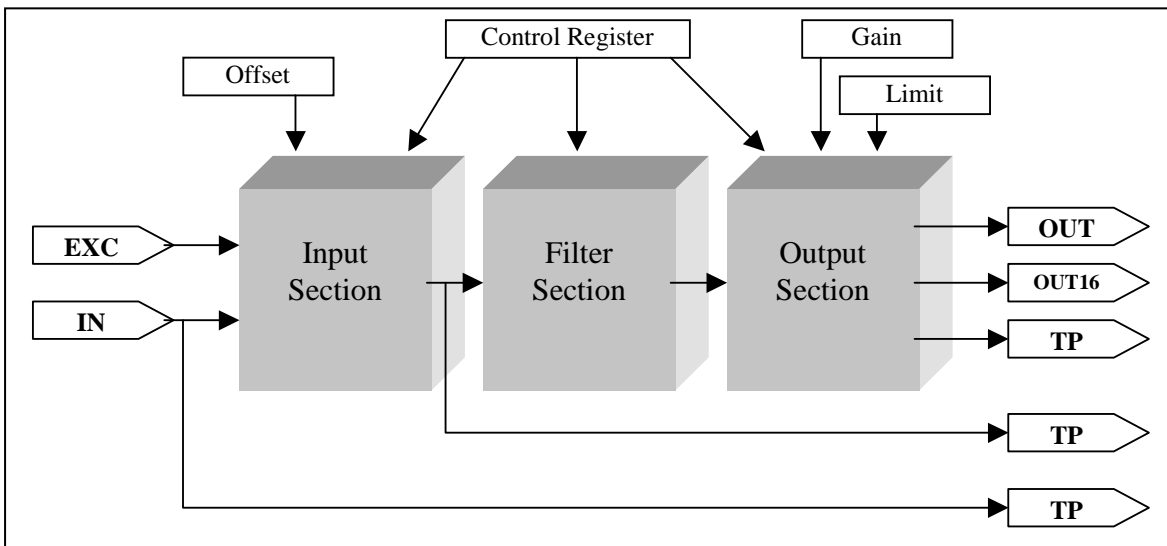 Control Register
Gain
Offset
Limit
EXC
IN
Input
Section
Filter
Section
Output
Section
OUT
OUT16
TP
TP
TP